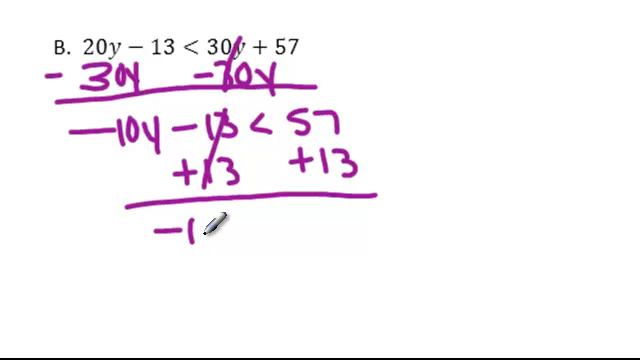 B. 20y − 13 < 30y + 57
− 30y − 30y
−10y − 13 < 57
+13 +13
−1